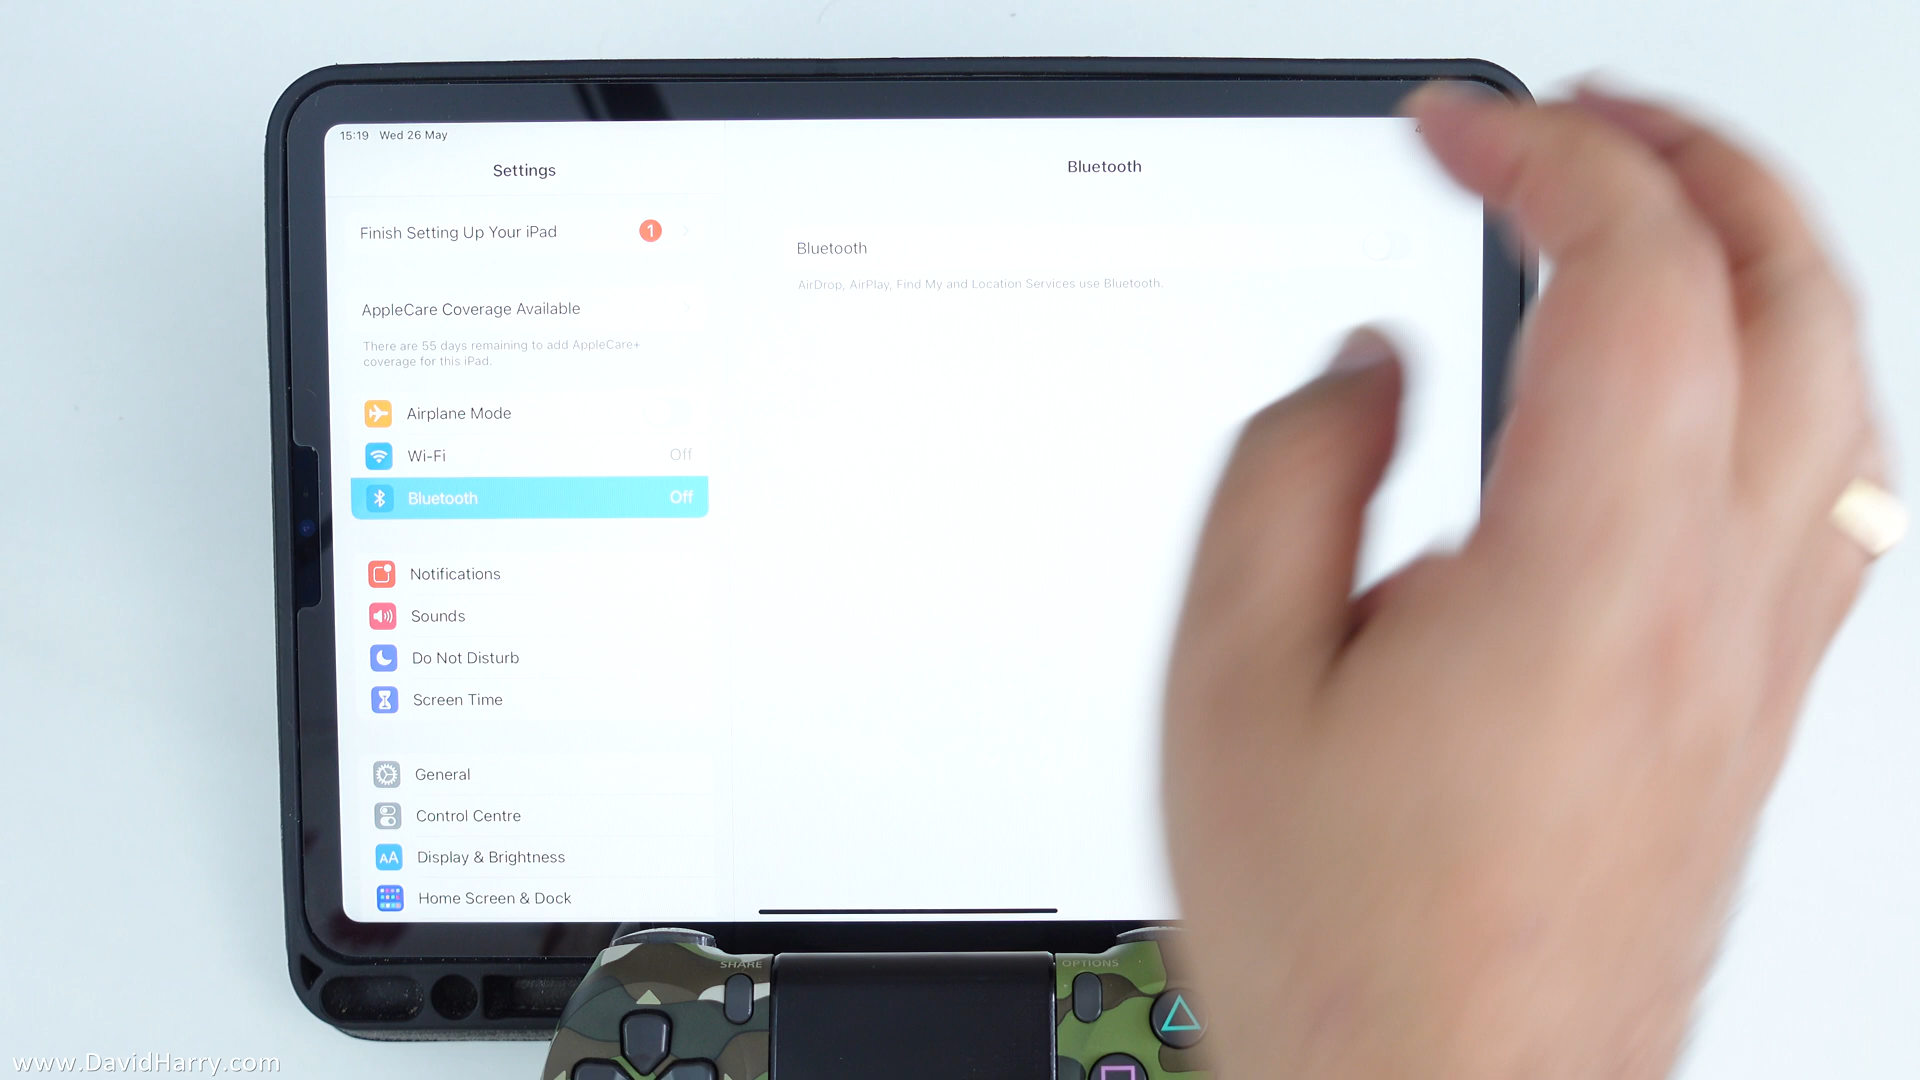 15:19 Wed 26 May
Settings
Finish Setting Up Your iPad 1
AppleCare Coverage Available
There are 55 days remaining to add AppleCare+
coverage for this iPad.
Airplane Mode
Wi-Fi Off
Bluetooth Off
Notifications
Sounds
Do Not Disturb
Screen Time
General
Control Centre
AA Display & Brightness
Home Screen & Dock
Bluetooth
Bluetooth
AirDrop, AirPlay, Find My and Location Services use Bluetooth.
SHARE
OPTIONS
www.DavidHarry.com